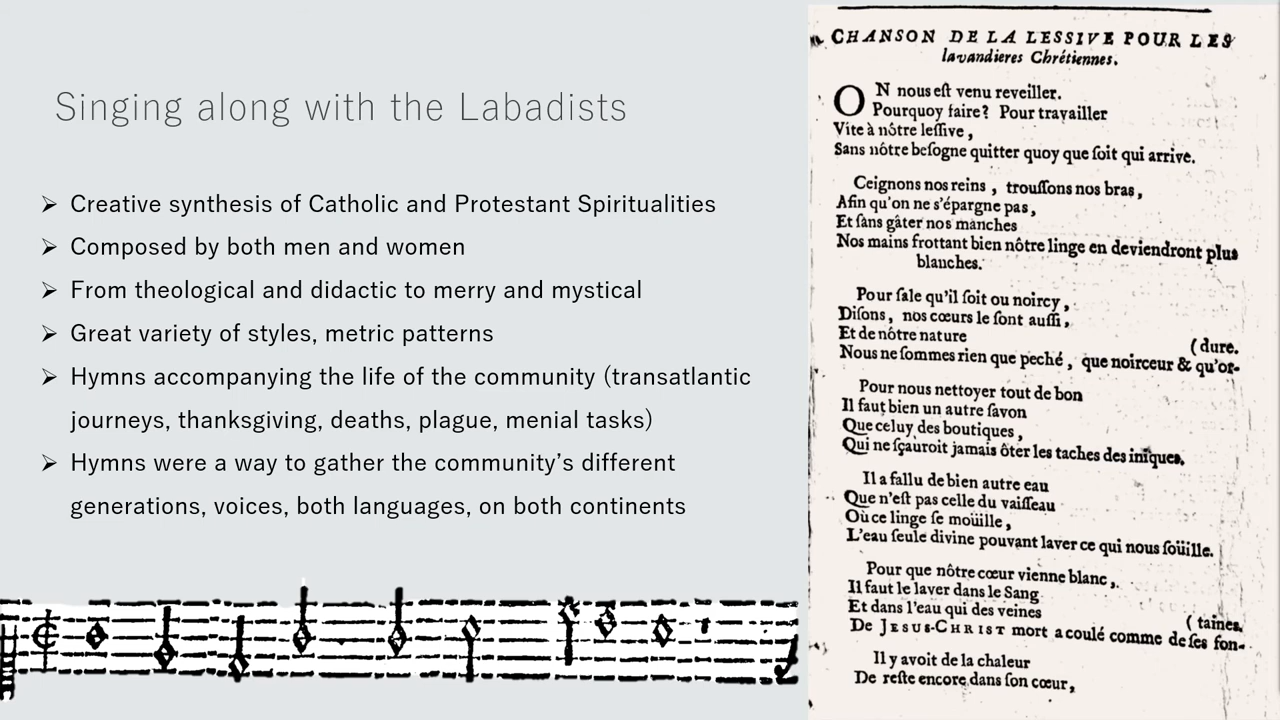 Singing along with the Labadists
➢ Creative synthesis of Catholic and Protestant Spiritualities
➢ Composed by both men and women
➢ From theological and didactic to merry and mystical
➢ Great variety of styles, metric patterns
➢ Hymns accompanying the life of the community (transatlantic
journeys, thanksgiving, deaths, plague, menial tasks)
➢ Hymns were a way to gather the community’s different
generations, voices, both languages, on both continents
CHANSON DE LA LESSIVE POUR LES
lavandieres Chrétiennes.
ON nous eſt venu reveiller.
Pourquoy faire? Pour travailler
Vite à nôtre leſſive,
Sans nôtre beſogne quitter quoy que ſoit qui arrive.
Ceignons nos reins, trouſſons nos bras,
Afin qu'on ne s'épargne pas,
Et ſans gâter nos manches
Nos mains frottant bien nôtre linge en deviendront plus
blanches.
Pour ſale qu'il ſoit ou noircy,
Diſons, nos cœurs le ſont auſſi,
Et de nôtre nature
(dure.
Nous ne ſommes rien que peché, que noirceur & qu'or-
Pour nous nettoyer tout de bon
Il faut bien un autre ſavon
Que celuy des boutiques,
Qui ne ſçauroit jamais ôter les taches des iniques.
Il a fallu de bien autre eau
Que n'eſt pas celle du vaiſſeau
Où ce linge ſe moüille,
L'eau ſeule divine pouvant laver ce qui nous ſoüille.
Pour que nôtre cœur vienne blanc,
Il faut le laver dans le Sang
Et dans l'eau qui des veines
(taines.
De JESUS-CHRIST mort a coulé comme de ſes fon-
Il y avoit de la chaleur
De reſte encore dans ſon cœur,